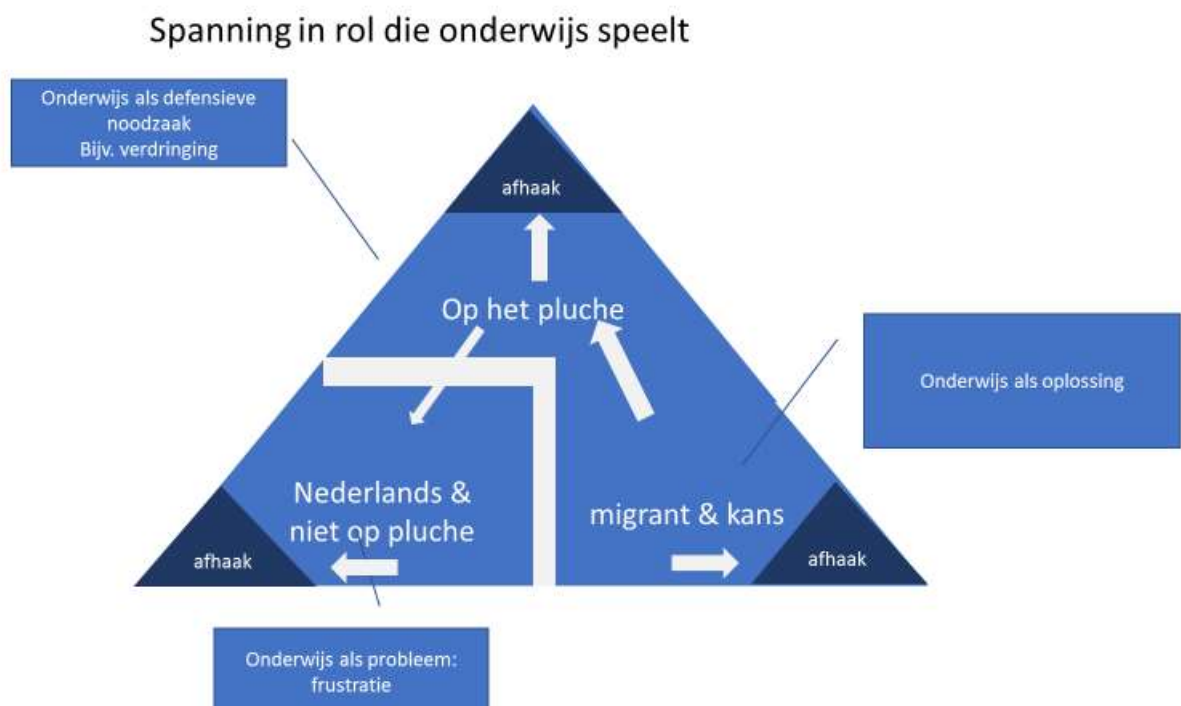 Spanning in rol die onderwijs speelt
Onderwijs als defensieve
noodzaak
Bijv. verdringing
afhaak
Op het pluche
Onderwijs als oplossing
Nederlands &
niet op pluche
migrant & kans
afhaak
afhaak
Onderwijs als probleem:
frustratie